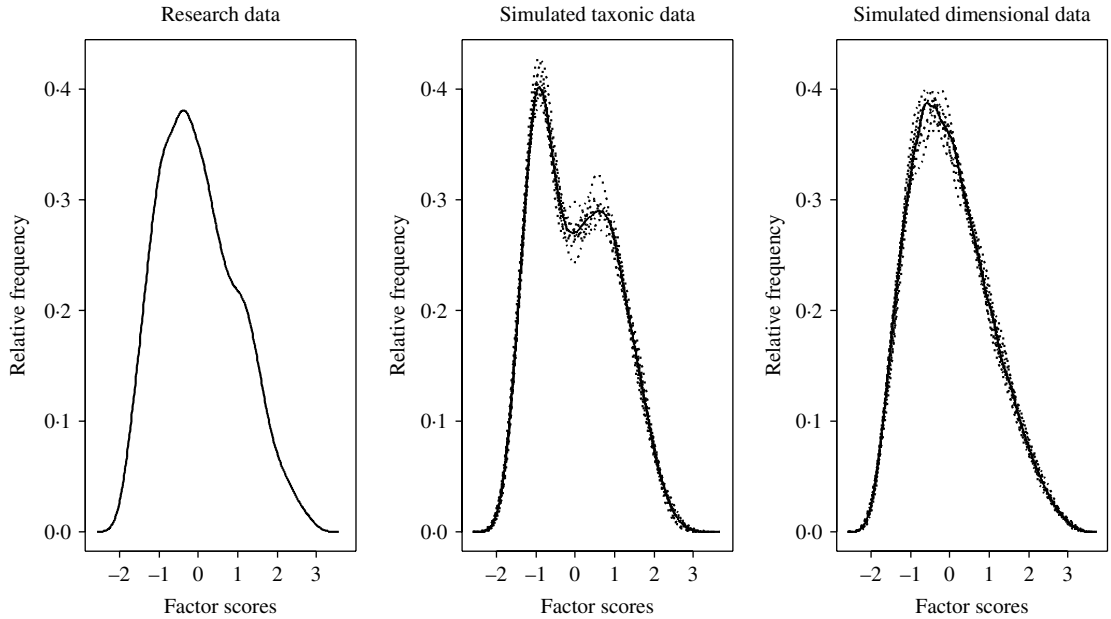 Research data
Simulated taxonic data
Simulated dimensional data
Relative frequency
0·4
0·3
0·2
0·1
0·0
–2 –1 0 1 2 3
Factor scores
Relative frequency
0·4
0·3
0·2
0·1
0·0
–2 –1 0 1 2 3
Factor scores
Relative frequency
0·4
0·3
0·2
0·1
0·0
–2 –1 0 1 2 3
Factor scores